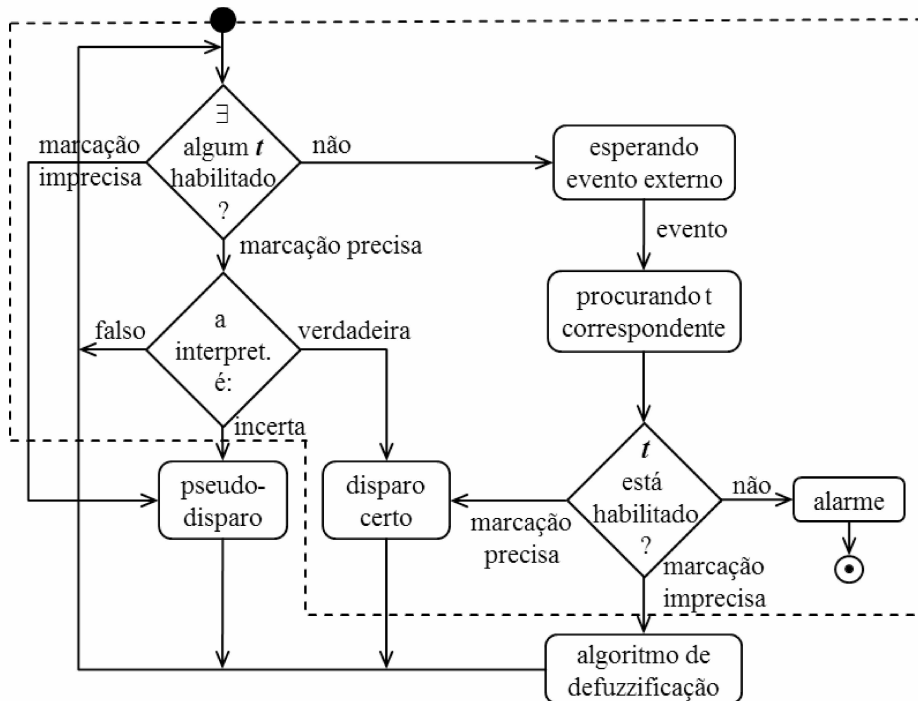 ∃
algum t
habilitado
?
marcação
imprecisa
não
esperando
evento externo
evento
marcação precisa
procurando t
correspondente
a
interpret.
é:
falso
verdadeira
incerta
pseudo-
disparo
disparo
certo
t
está
habilitado
?
marcação
precisa
não
alarme
marcação
imprecisa
algoritmo de
defuzzificação